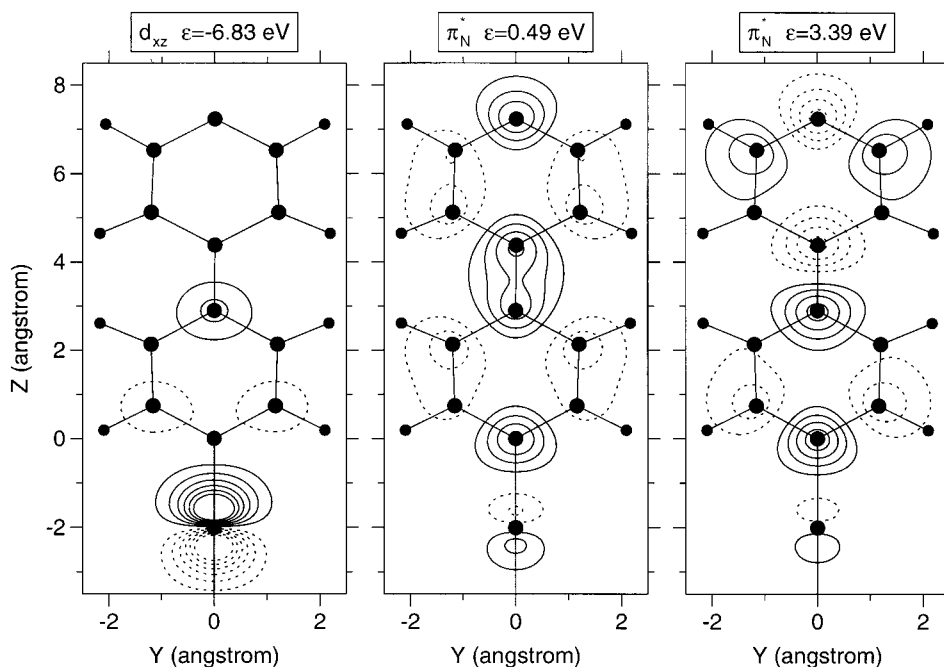 d_xz ε=-6.83 eV
π*_N ε=0.49 eV
π*_N ε=3.39 eV
8
6
4
2
0
-2
Z (angstrom)
-2 0 2
-2 0 2
-2 0 2
Y (angstrom)
Y (angstrom)
Y (angstrom)